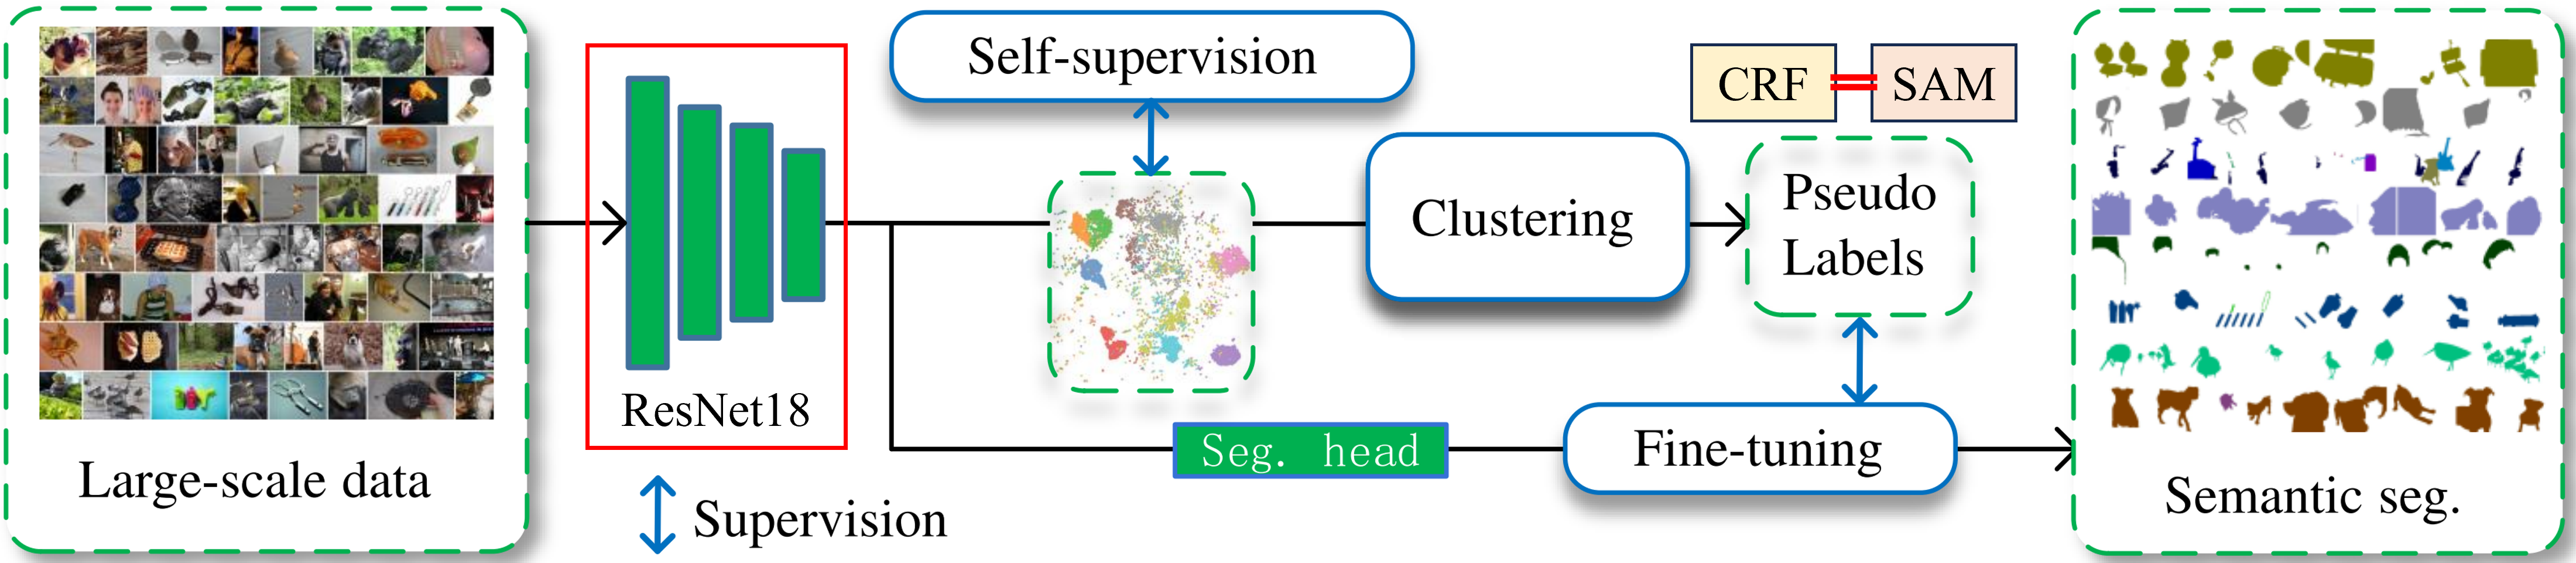 Self-supervision
CRF
SAM
Clustering
Pseudo
Labels
ResNet18
Seg. head
Fine-tuning
Large-scale data
Supervision
Semantic seg.